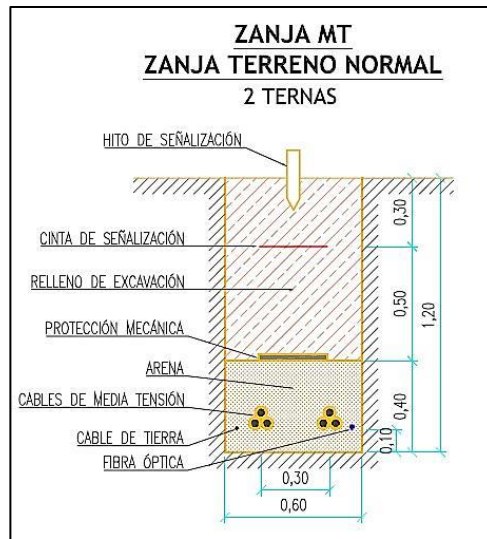 ZANJA MT
ZANJA TERRENO NORMAL
2 TERNAS
HITO DE SEÑALIZACIÓN
CINTA DE SEÑALIZACIÓN
RELLENO DE EXCAVACIÓN
PROTECCIÓN MECÁNICA
ARENA
CABLES DE MEDIA TENSIÓN
CABLE DE TIERRA
FIBRA ÓPTICA
0,30
0,50
1,20
0,40
0,10
0,30
0,60